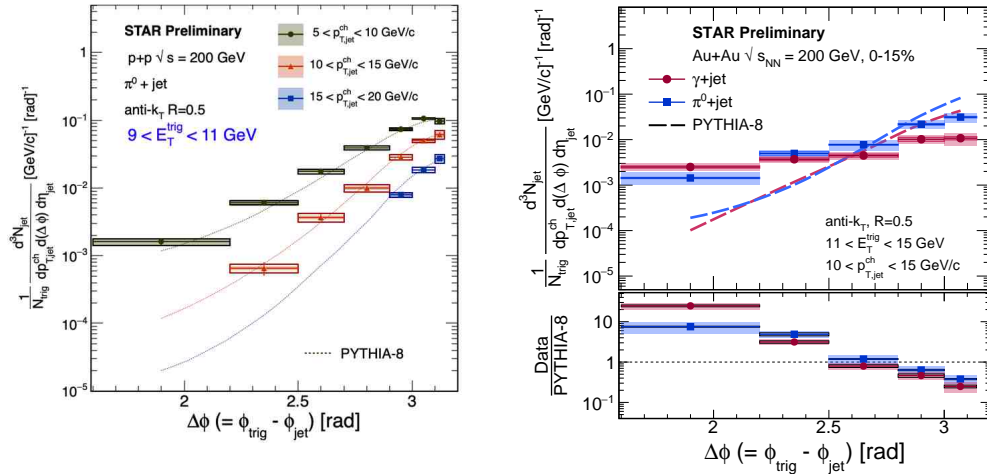 STAR Preliminary
p+p √s = 200 GeV
π⁰ + jet
anti-k_T R=0.5
9 < E_T^trig < 11 GeV
5 < p_T,jet^ch < 10 GeV/c
10 < p_T,jet^ch < 15 GeV/c
15 < p_T,jet^ch < 20 GeV/c
PYTHIA-8
1/N_trig d³N_jet/dp_T,jet^ch d(Δ ϕ) dη_jet [GeV/c]⁻¹ [rad]⁻¹
1
10⁻¹
10⁻²
10⁻³
10⁻⁴
10⁻⁵
2 2.5 3
Δϕ (= ϕ_trig - ϕ_jet) [rad]
STAR Preliminary
Au+Au √s_NN = 200 GeV, 0-15%
γ+jet
π⁰+jet
PYTHIA-8
anti-k_T, R=0.5
11 < E_T^trig < 15 GeV
10 < p_T,jet^ch < 15 GeV/c
1/N_trig d³N_jet/dp_T,jet^ch d(Δ ϕ) dη_jet [GeV/c]⁻¹ [rad]⁻¹
1
10⁻¹
10⁻²
10⁻³
10⁻⁴
10⁻⁵
Data/PYTHIA-8
10
1
10⁻¹
2 2.5 3
Δϕ (= ϕ_trig - ϕ_jet) [rad]